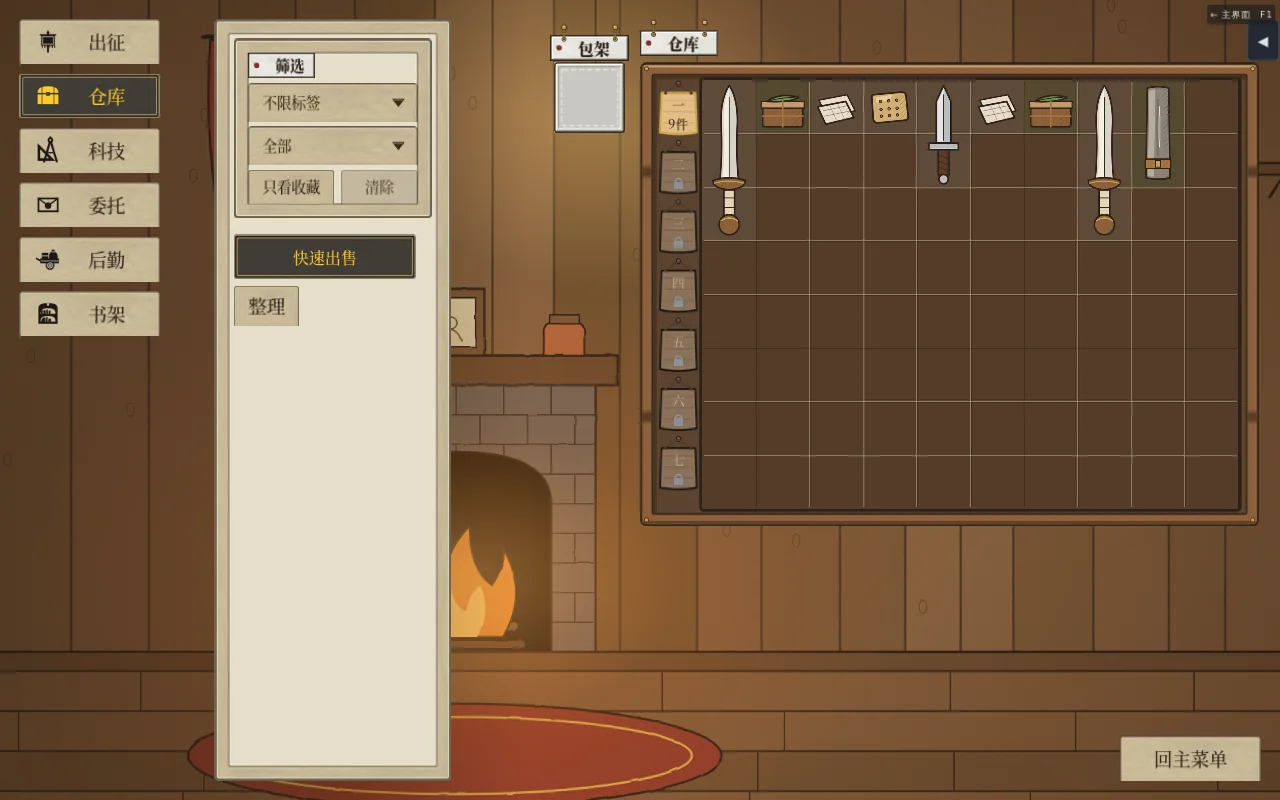 出征
仓库
科技
委托
后勤
书架
筛选
不限标签
全部
只看收藏
清除
快速出售
整理
包架
仓库
一
9件
二
三
四
五
六
七
←主界面 F1
回主菜单